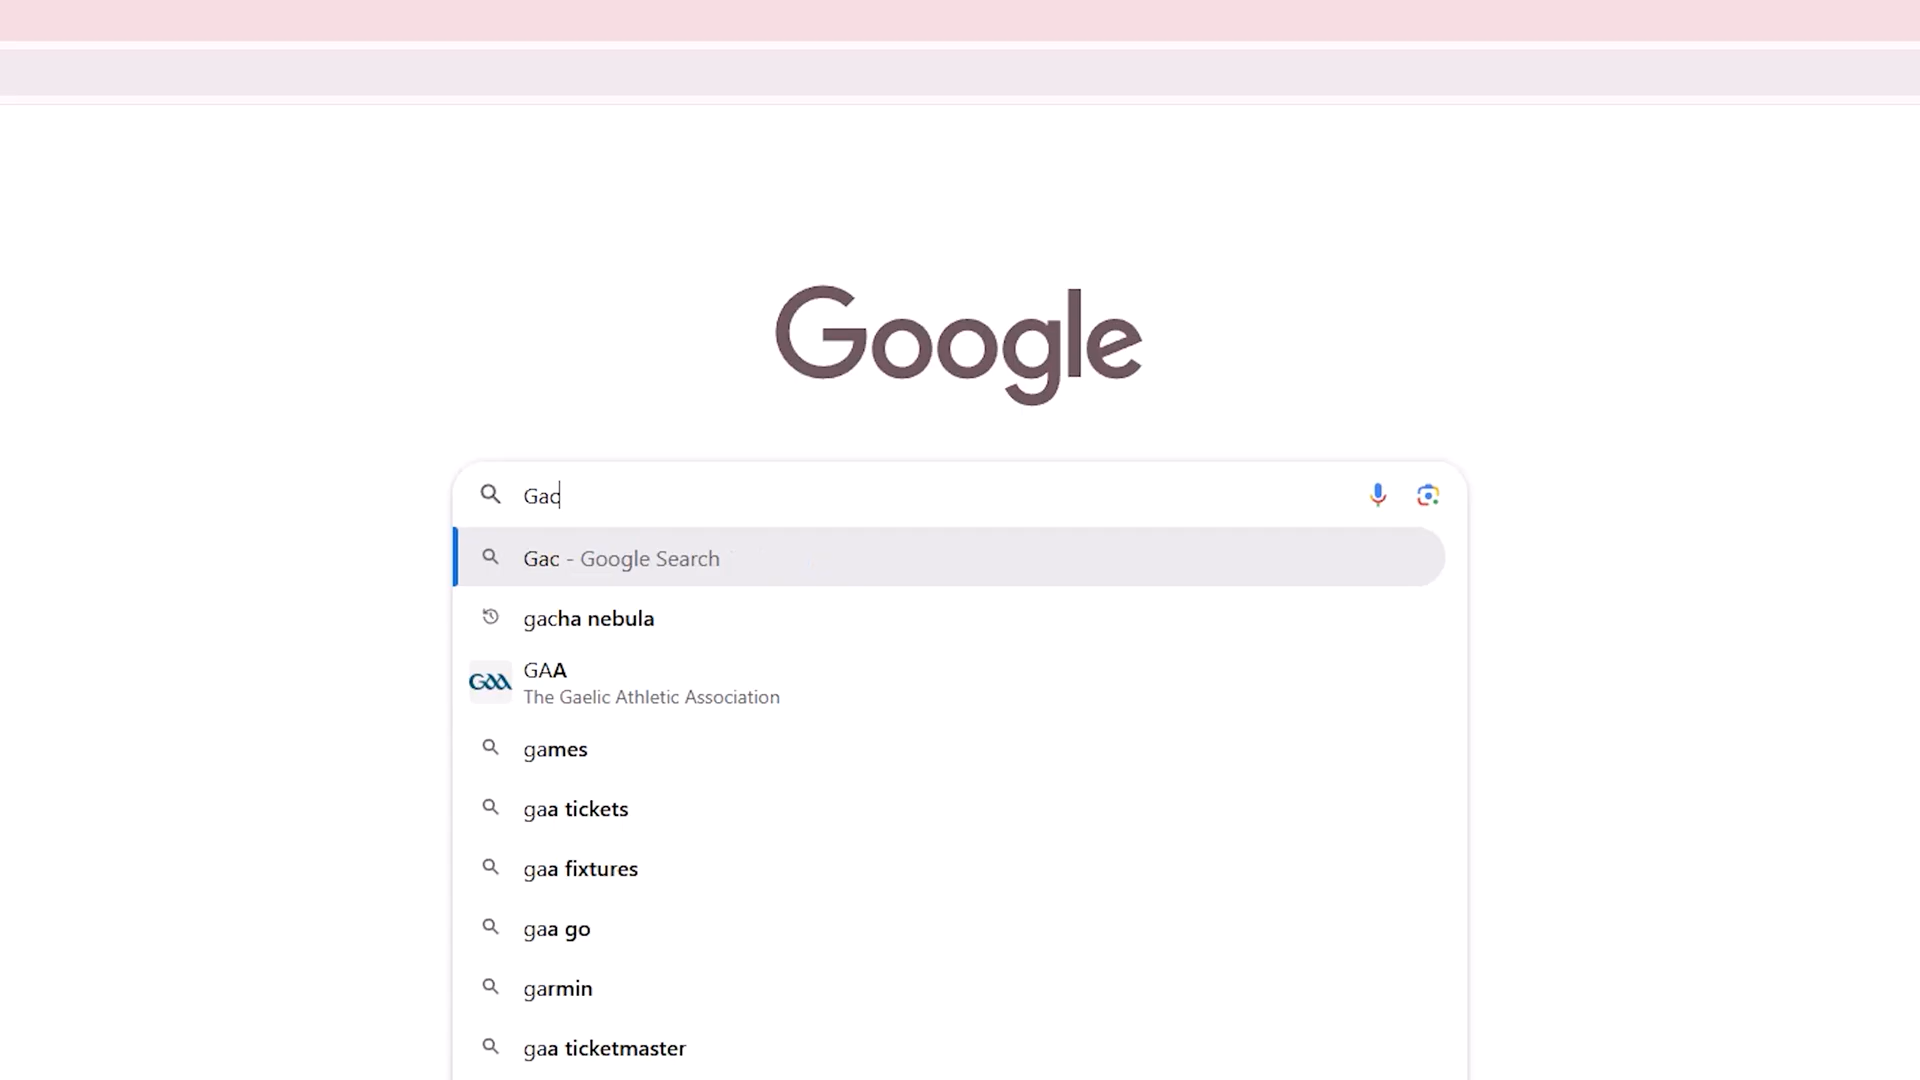 Google
Gac
Gac - Google Search
gacha nebula
GAA
GAA
The Gaelic Athletic Association
games
gaa tickets
gaa fixtures
gaa go
garmin
gaa ticketmaster